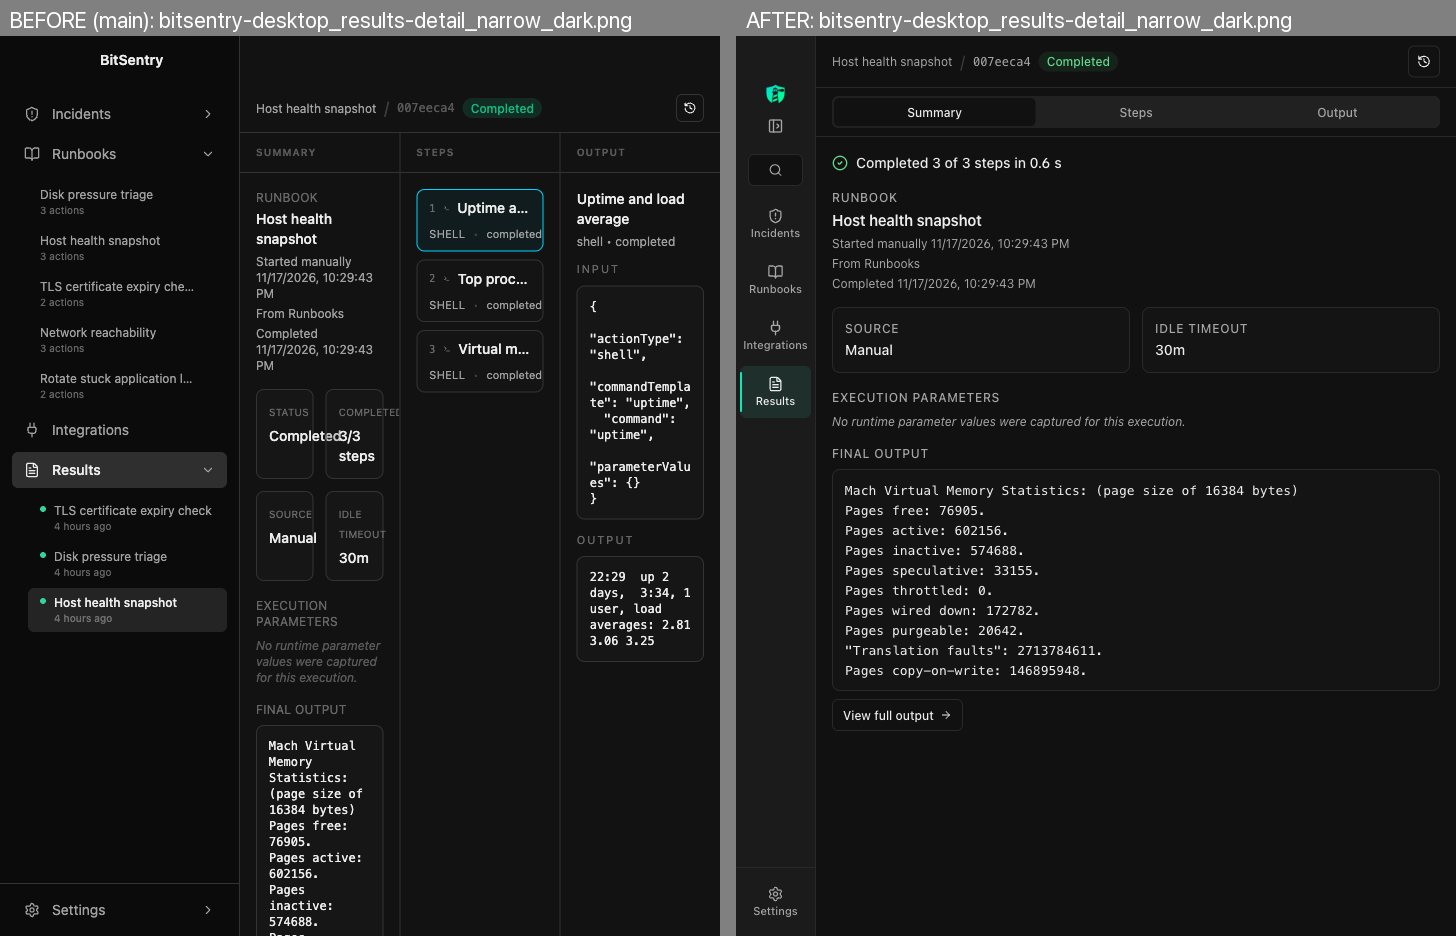 BEFORE (main): bitsentry-desktop_results-detail_narrow_dark.png
BitSentry
Incidents
Runbooks
Disk pressure triage
3 actions
Host health snapshot
3 actions
TLS certificate expiry che...
2 actions
Network reachability
3 actions
Rotate stuck application l...
2 actions
Integrations
Results
TLS certificate expiry check
4 hours ago
Disk pressure triage
4 hours ago
Host health snapshot
4 hours ago
Settings
Host health snapshot / 007eeca4 Completed
SUMMARY
RUNBOOK
Host health
snapshot
Started manually
11/17/2026, 10:29:43
PM
From Runbooks
Completed
11/17/2026, 10:29:43
PM
STATUS
Completed
COMPLETED
3/3
steps
SOURCE
Manual
IDLE
TIMEOUT
30m
EXECUTION
PARAMETERS
No runtime parameter
values were captured
for this execution.
FINAL OUTPUT
Mach Virtual
Memory
Statistics:
(page size of
16384 bytes)
Pages free:
76905.
Pages active:
602156.
Pages
inactive:
574688.
STEPS
1 Uptime a...
SHELL · completed
2 Top proc...
SHELL · completed
3 Virtual m...
SHELL · completed
OUTPUT
Uptime and load
average
shell • completed
INPUT
{
"actionType":
"shell",
"commandTempla
te": "uptime",
"command":
"uptime",
"parameterValu
es": {}
}
OUTPUT
22:29 up 2
days, 3:34, 1
user, load
averages: 2.81
3.06 3.25
AFTER: bitsentry-desktop_results-detail_narrow_dark.png
Incidents
Runbooks
Integrations
Results
Settings
Host health snapshot / 007eeca4 Completed
Summary Steps Output
Completed 3 of 3 steps in 0.6 s
RUNBOOK
Host health snapshot
Started manually 11/17/2026, 10:29:43 PM
From Runbooks
Completed 11/17/2026, 10:29:43 PM
SOURCE
Manual
IDLE TIMEOUT
30m
EXECUTION PARAMETERS
No runtime parameter values were captured for this execution.
FINAL OUTPUT
Mach Virtual Memory Statistics: (page size of 16384 bytes)
Pages free: 76905.
Pages active: 602156.
Pages inactive: 574688.
Pages speculative: 33155.
Pages throttled: 0.
Pages wired down: 172782.
Pages purgeable: 20642.
"Translation faults": 2713784611.
Pages copy-on-write: 146895948.
View full output →